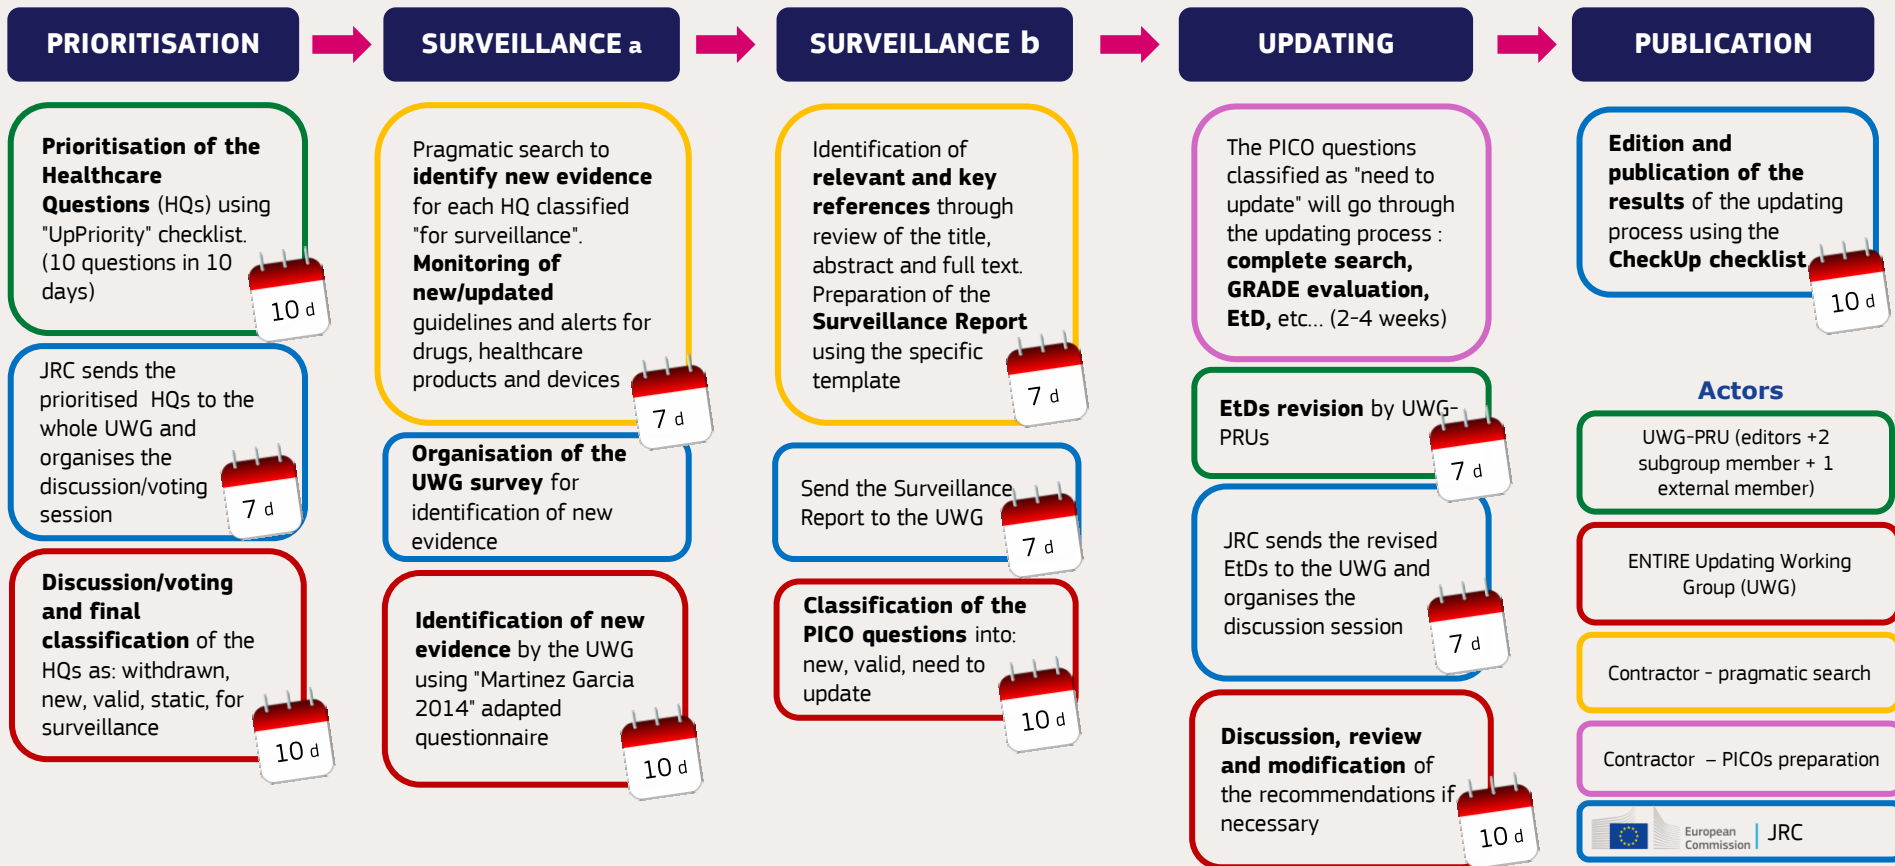 PRIORITISATION
SURVEILLANCE a
SURVEILLANCE b
UPDATING
PUBLICATION
Prioritisation of the
Healthcare
Questions (HQs) using
"UpPriority" checklist.
(10 questions in 10
days)
10 d
JRC sends the
prioritised HQs to the
whole UWG and
organises the
discussion/voting
session
7 d
Discussion/voting
and final
classification of the
HQs as: withdrawn,
new, valid, static, for
surveillance
10 d
Pragmatic search to
identify new evidence
for each HQ classified
"for surveillance".
Monitoring of
new/updated
guidelines and alerts for
drugs, healthcare
products and devices
7 d
Organisation of the
UWG survey for
identification of new
evidence
Identification of new
evidence by the UWG
using "Martinez Garcia
2014" adapted
questionnaire
10 d
Identification of
relevant and key
references through
review of the title,
abstract and full text.
Preparation of the
Surveillance Report
using the specific
template
7 d
Send the Surveillance
Report to the UWG
7 d
Classification of the
PICO questions into:
new, valid, need to
update
10 d
The PICO questions
classified as "need to
update" will go through
the updating process :
complete search,
GRADE evaluation,
EtD, etc... (2-4 weeks)
EtDs revision by UWG-
PRUs
7 d
JRC sends the revised
EtDs to the UWG and
organises the
discussion session
7 d
Discussion, review
and modification of
the recommendations if
necessary
10 d
Edition and
publication of the
results of the updating
process using the
CheckUp checklist
10 d
Actors
UWG-PRU (editors +2
subgroup member + 1
external member)
ENTIRE Updating Working
Group (UWG)
Contractor - pragmatic search
Contractor – PICOs preparation
European
Commission
JRC